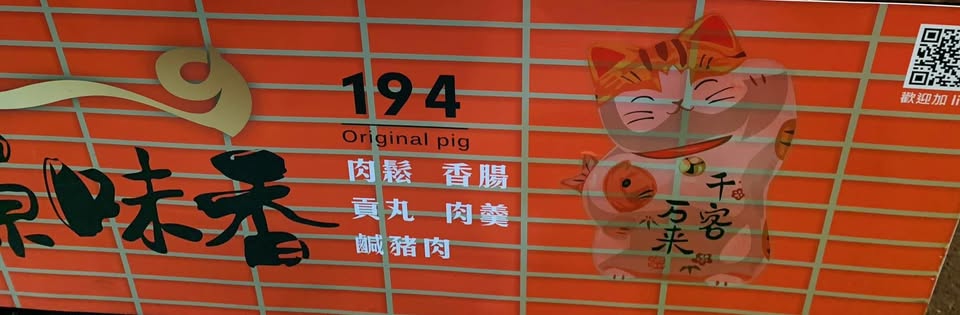 原味香
194
Original pig
肉鬆 香腸
貢丸 肉羹
鹹豬肉
千客
万来
歡迎加 li